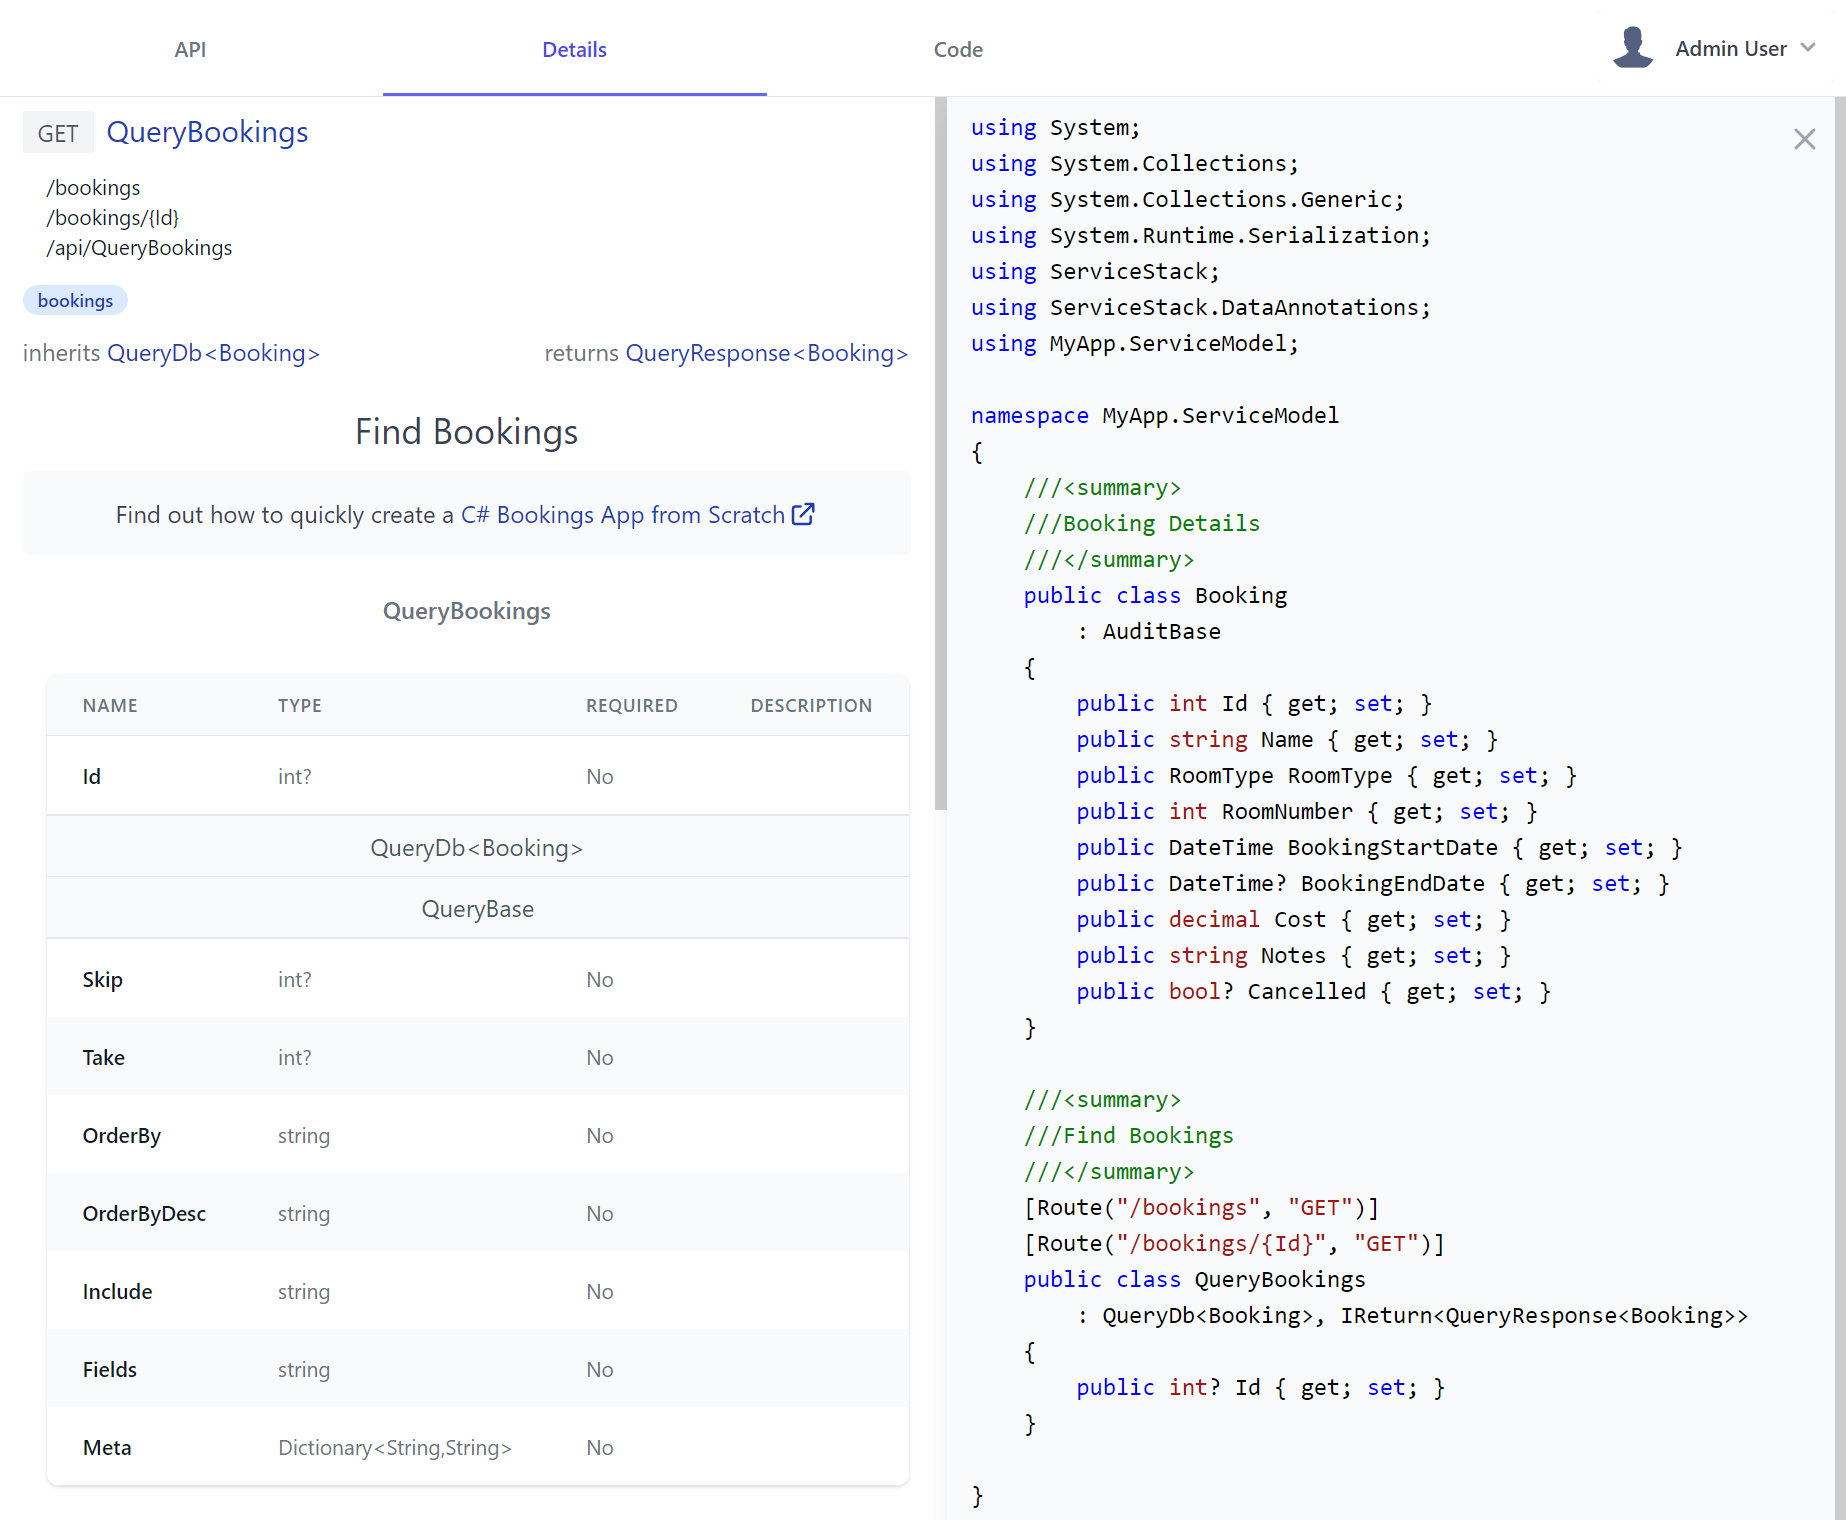 API
Details
Code
Admin User
GET QueryBookings
/bookings
/bookings/{Id}
/api/QueryBookings
bookings
inherits QueryDb<Booking>
returns QueryResponse<Booking>
Find Bookings
Find out how to quickly create a C# Bookings App from Scratch
QueryBookings
NAME TYPE REQUIRED DESCRIPTION
Id int? No
QueryDb<Booking>
QueryBase
Skip int? No
Take int? No
OrderBy string No
OrderByDesc string No
Include string No
Fields string No
Meta Dictionary<String,String> No
using System;
using System.Collections;
using System.Collections.Generic;
using System.Runtime.Serialization;
using ServiceStack;
using ServiceStack.DataAnnotations;
using MyApp.ServiceModel;
namespace MyApp.ServiceModel
{
    ///<summary>
    ///Booking Details
    ///</summary>
    public class Booking
        : AuditBase
    {
        public int Id { get; set; }
        public string Name { get; set; }
        public RoomType RoomType { get; set; }
        public int RoomNumber { get; set; }
        public DateTime BookingStartDate { get; set; }
        public DateTime? BookingEndDate { get; set; }
        public decimal Cost { get; set; }
        public string Notes { get; set; }
        public bool? Cancelled { get; set; }
    }
    ///<summary>
    ///Find Bookings
    ///</summary>
    [Route("/bookings", "GET")]
    [Route("/bookings/{Id}", "GET")]
    public class QueryBookings
        : QueryDb<Booking>, IReturn<QueryResponse<Booking>>
    {
        public int? Id { get; set; }
    }
}